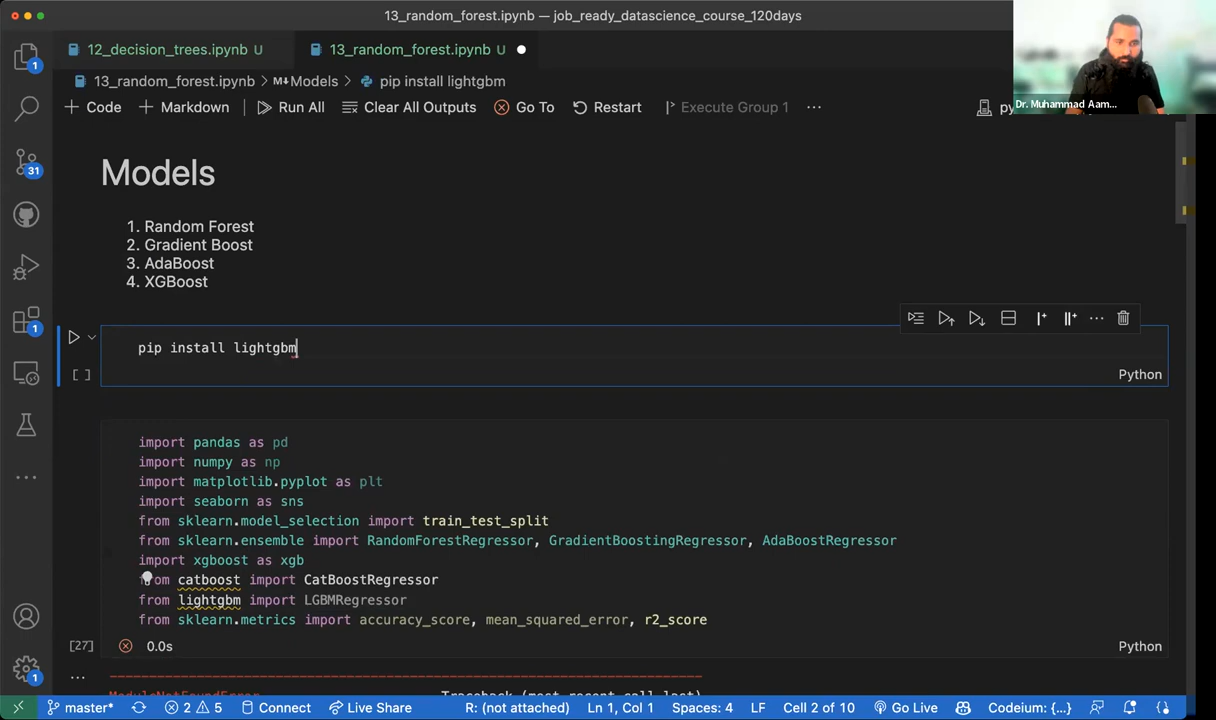 13_random_forest.ipynb — job_ready_datascience_course_120days
12_decision_trees.ipynb U
13_random_forest.ipynb U
13_random_forest.ipynb > M↓Models > pip install lightgbm
+ Code + Markdown Run All Clear All Outputs Go To Restart Execute Group 1 ...
Dr. Muhammad Aam...
Models
1. Random Forest
2. Gradient Boost
3. AdaBoost
4. XGBoost
pip install lightgbm
[ ] Python
import pandas as pd
import numpy as np
import matplotlib.pyplot as plt
import seaborn as sns
from sklearn.model_selection import train_test_split
from sklearn.ensemble import RandomForestRegressor, GradientBoostingRegressor, AdaBoostRegressor
import xgboost as xgb
from catboost import CatBoostRegressor
from lightgbm import LGBMRegressor
from sklearn.metrics import accuracy_score, mean_squared_error, r2_score
[27] 0.0s Python
Traceback (most recent call last)
1
31
1
1
master* 2 5 Connect Live Share R: (not attached) Ln 1, Col 1 Spaces: 4 LF Cell 2 of 10 Go Live Codeium: {...}